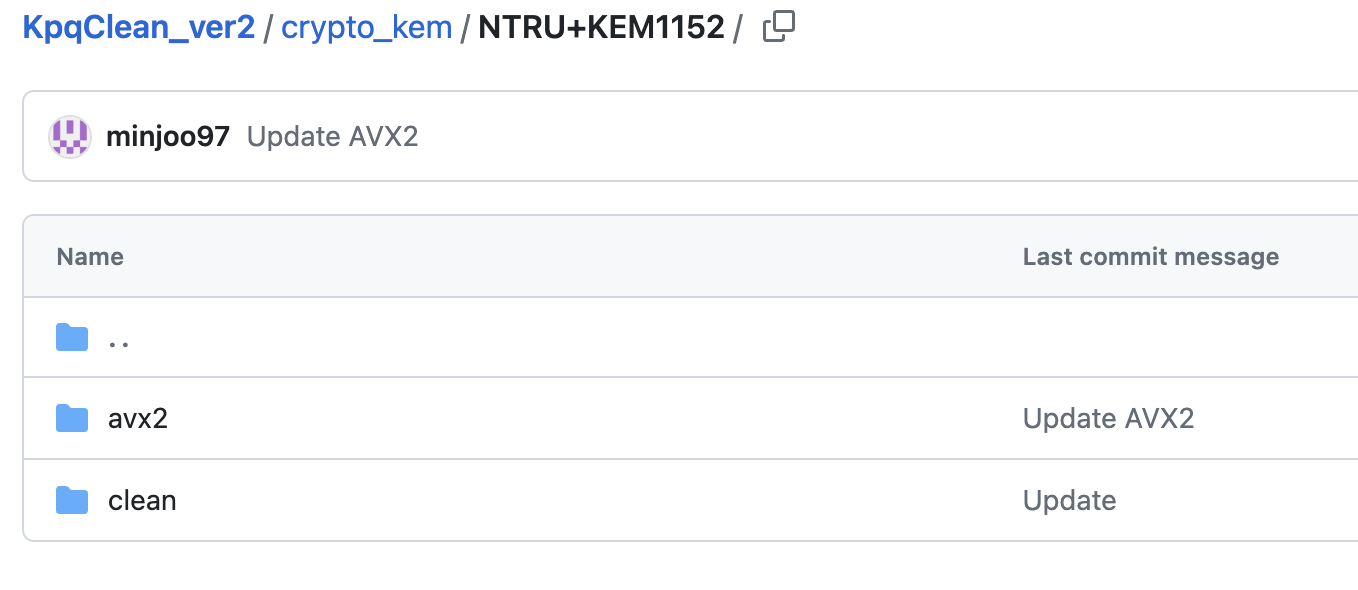 KpqClean_ver2 / crypto_kem / NTRU+KEM1152 /
minjoo97 Update AVX2
Name Last commit message
..
avx2 Update AVX2
clean Update